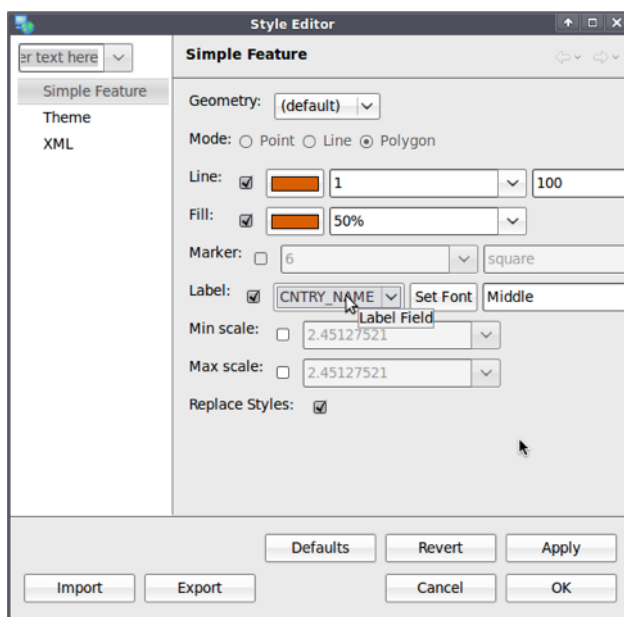 Style Editor
er text here
Simple Feature
Theme
XML
Simple Feature
Geometry: (default)
Mode: Point Line Polygon
Line: 1 100
Fill: 50%
Marker: 6 square
Label: CNTRY_NAME Set Font Middle
Label Field
Min scale: 2.45127521
Max scale: 2.45127521
Replace Styles:
Defaults Revert Apply
Import Export Cancel OK